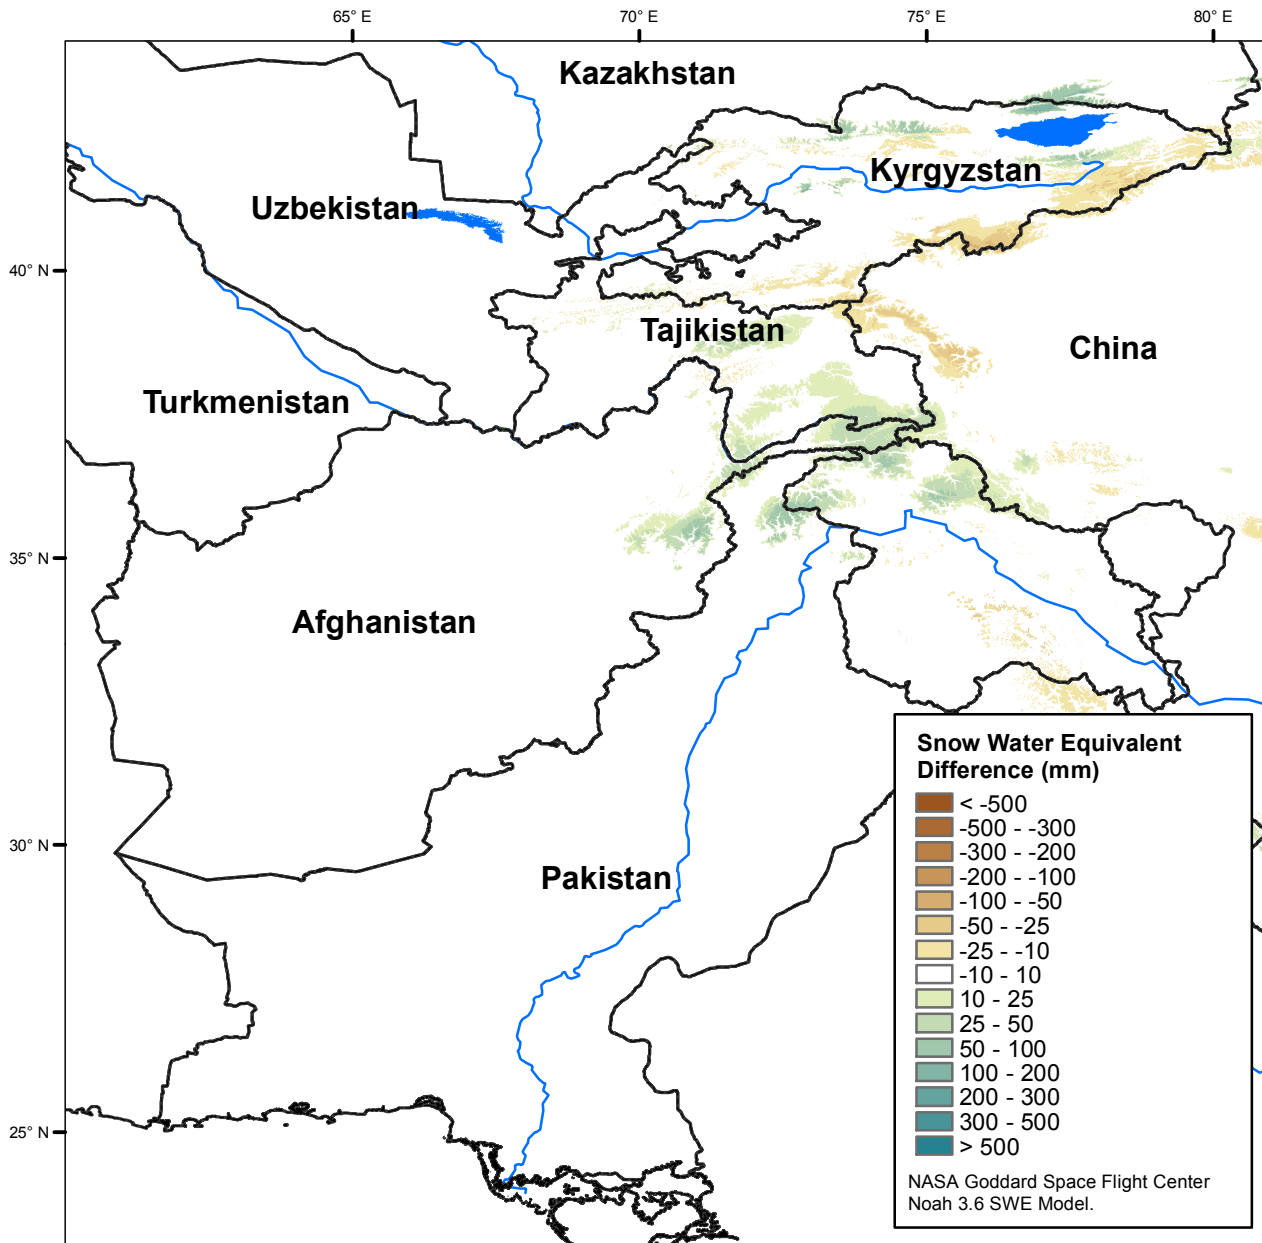 65° E
70° E
75° E
80° E
Kazakhstan
Kyrgyzstan
Uzbekistan
40° N
Tajikistan
China
Turkmenistan
35° N
Afghanistan
Snow Water Equivalent
Difference (mm)
< -500
-500 - -300
-300 - -200
-200 - -100
-100 - -50
-50 - -25
-25 - -10
-10 - 10
10 - 25
25 - 50
50 - 100
100 - 200
200 - 300
300 - 500
> 500
NASA Goddard Space Flight Center
Noah 3.6 SWE Model.
30° N
Pakistan
25° N